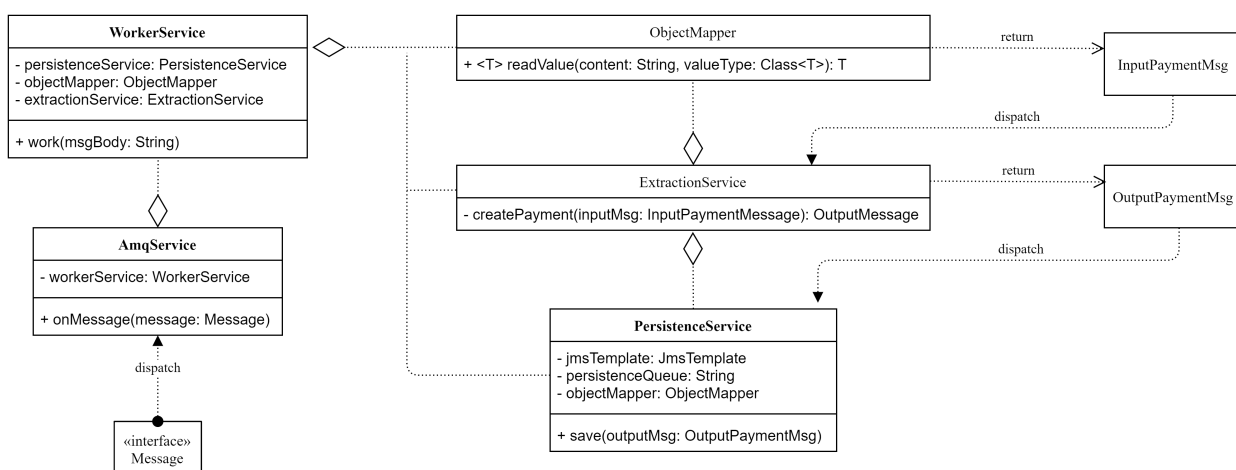 WorkerService
- persistenceService: PersistenceService
- objectMapper: ObjectMapper
- extractionService: ExtractionService
+ work(msgBody: String)
ObjectMapper
+ <T> readValue(content: String, valueType: Class<T>): T
return
InputPaymentMsg
dispatch
ExtractionService
- createPayment(inputMsg: InputPaymentMessage): OutputMessage
return
OutputPaymentMsg
dispatch
AmqService
- workerService: WorkerService
+ onMessage(message: Message)
dispatch
«interface»
Message
PersistenceService
- jmsTemplate: JmsTemplate
- persistenceQueue: String
- objectMapper: ObjectMapper
+ save(outputMsg: OutputPaymentMsg)